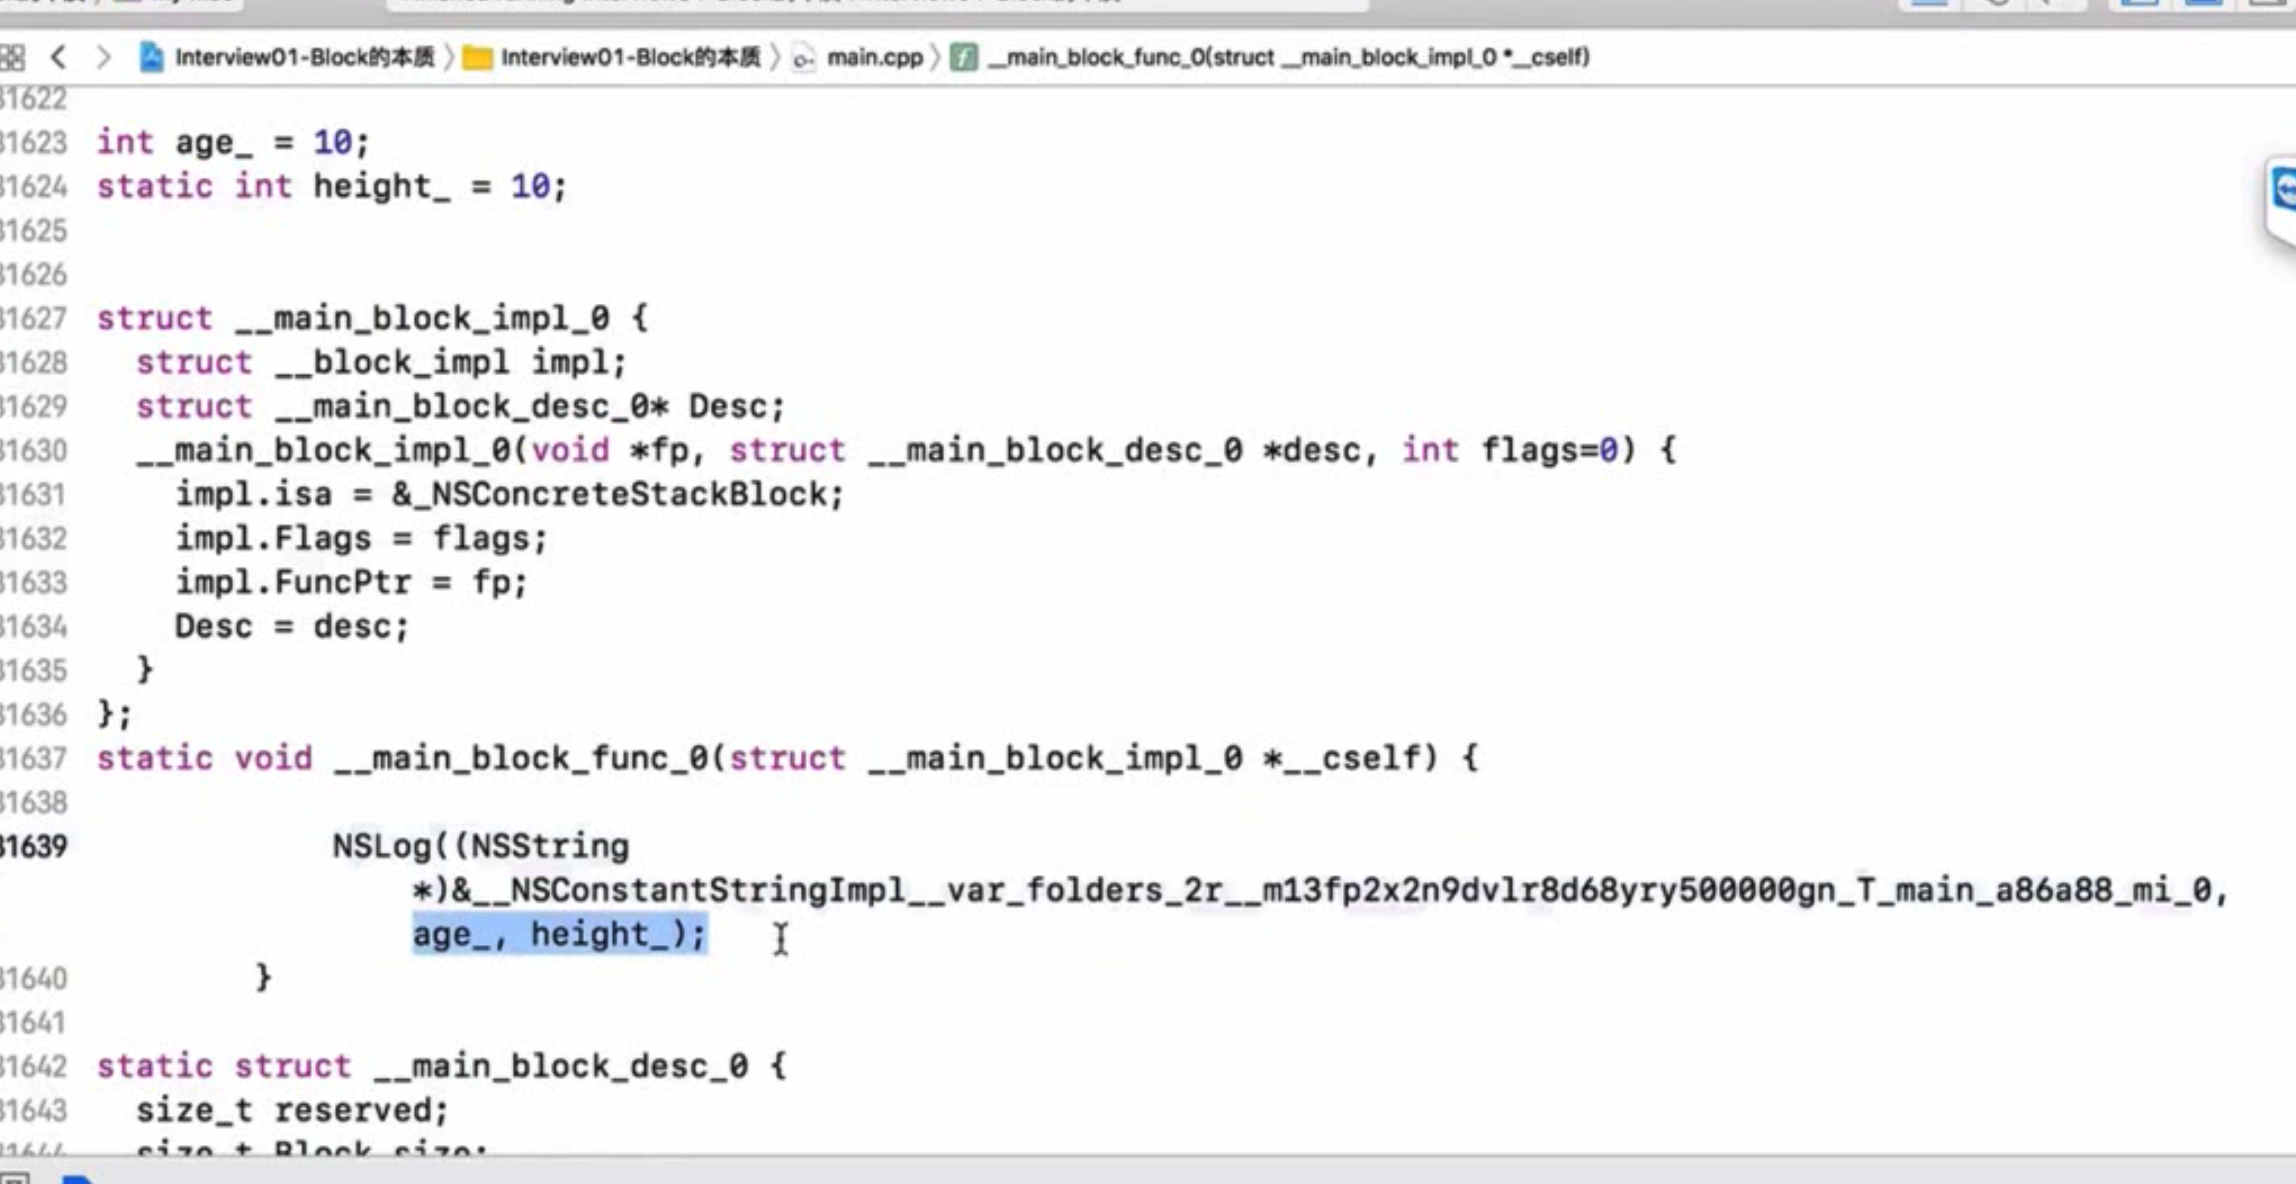 Interview01-Block的本质 〉 Interview01-Block的本质 〉 main.cpp 〉 __main_block_func_0(struct __main_block_impl_0 *__cself)
31622
31623 int age_ = 10;
31624 static int height_ = 10;
31625
31626
31627 struct __main_block_impl_0 {
31628 struct __block_impl impl;
31629 struct __main_block_desc_0* Desc;
31630 __main_block_impl_0(void *fp, struct __main_block_desc_0 *desc, int flags=0) {
31631 impl.isa = &_NSConcreteStackBlock;
31632 impl.Flags = flags;
31633 impl.FuncPtr = fp;
31634 Desc = desc;
31635 }
31636 };
31637 static void __main_block_func_0(struct __main_block_impl_0 *__cself) {
31638
31639 NSLog((NSString
*)&__NSConstantStringImpl__var_folders_2r__m13fp2x2n9dvlr8d68yry500000gn_T_main_a86a88_mi_0,
age_, height_);
31640 }
31641
31642 static struct __main_block_desc_0 {
31643 size_t reserved;
31644 size_t Block_size;